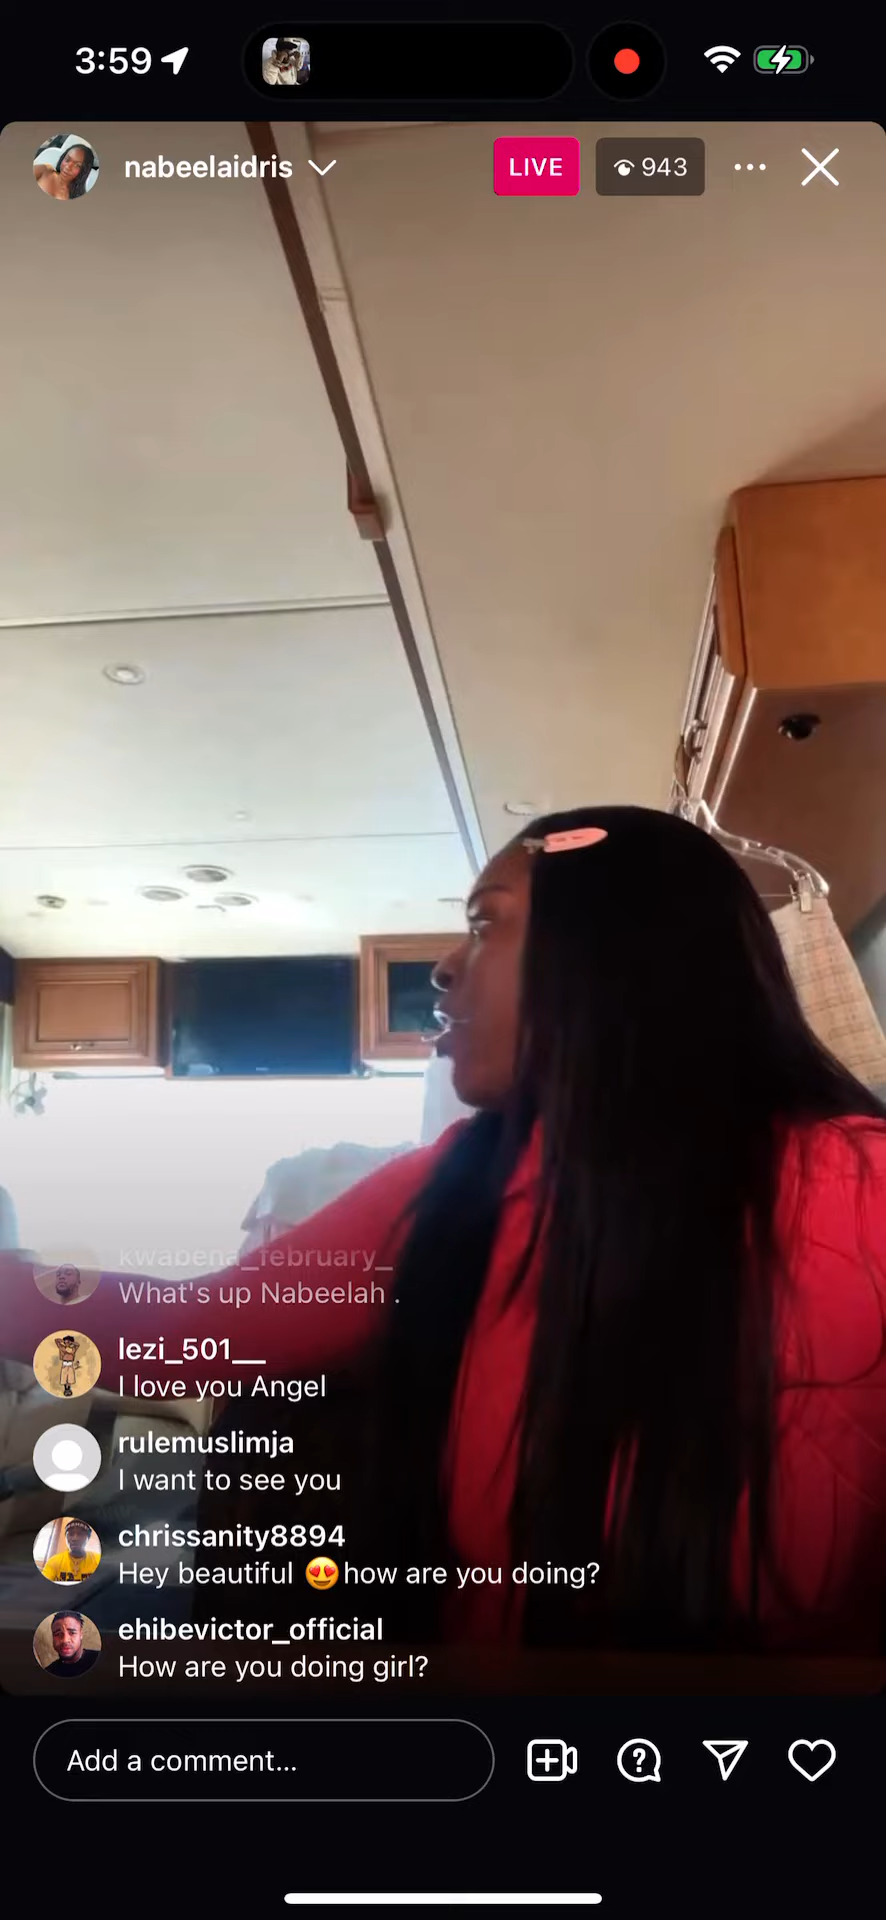 3:59
nabeelaidris
LIVE
943
kwabena_february_
What's up Nabeelah .
lezi_501__
I love you Angel
rulemuslimja
I want to see you
chrissanity8894
Hey beautiful 😍how are you doing?
ehibevictor_official
How are you doing girl?
Add a comment...